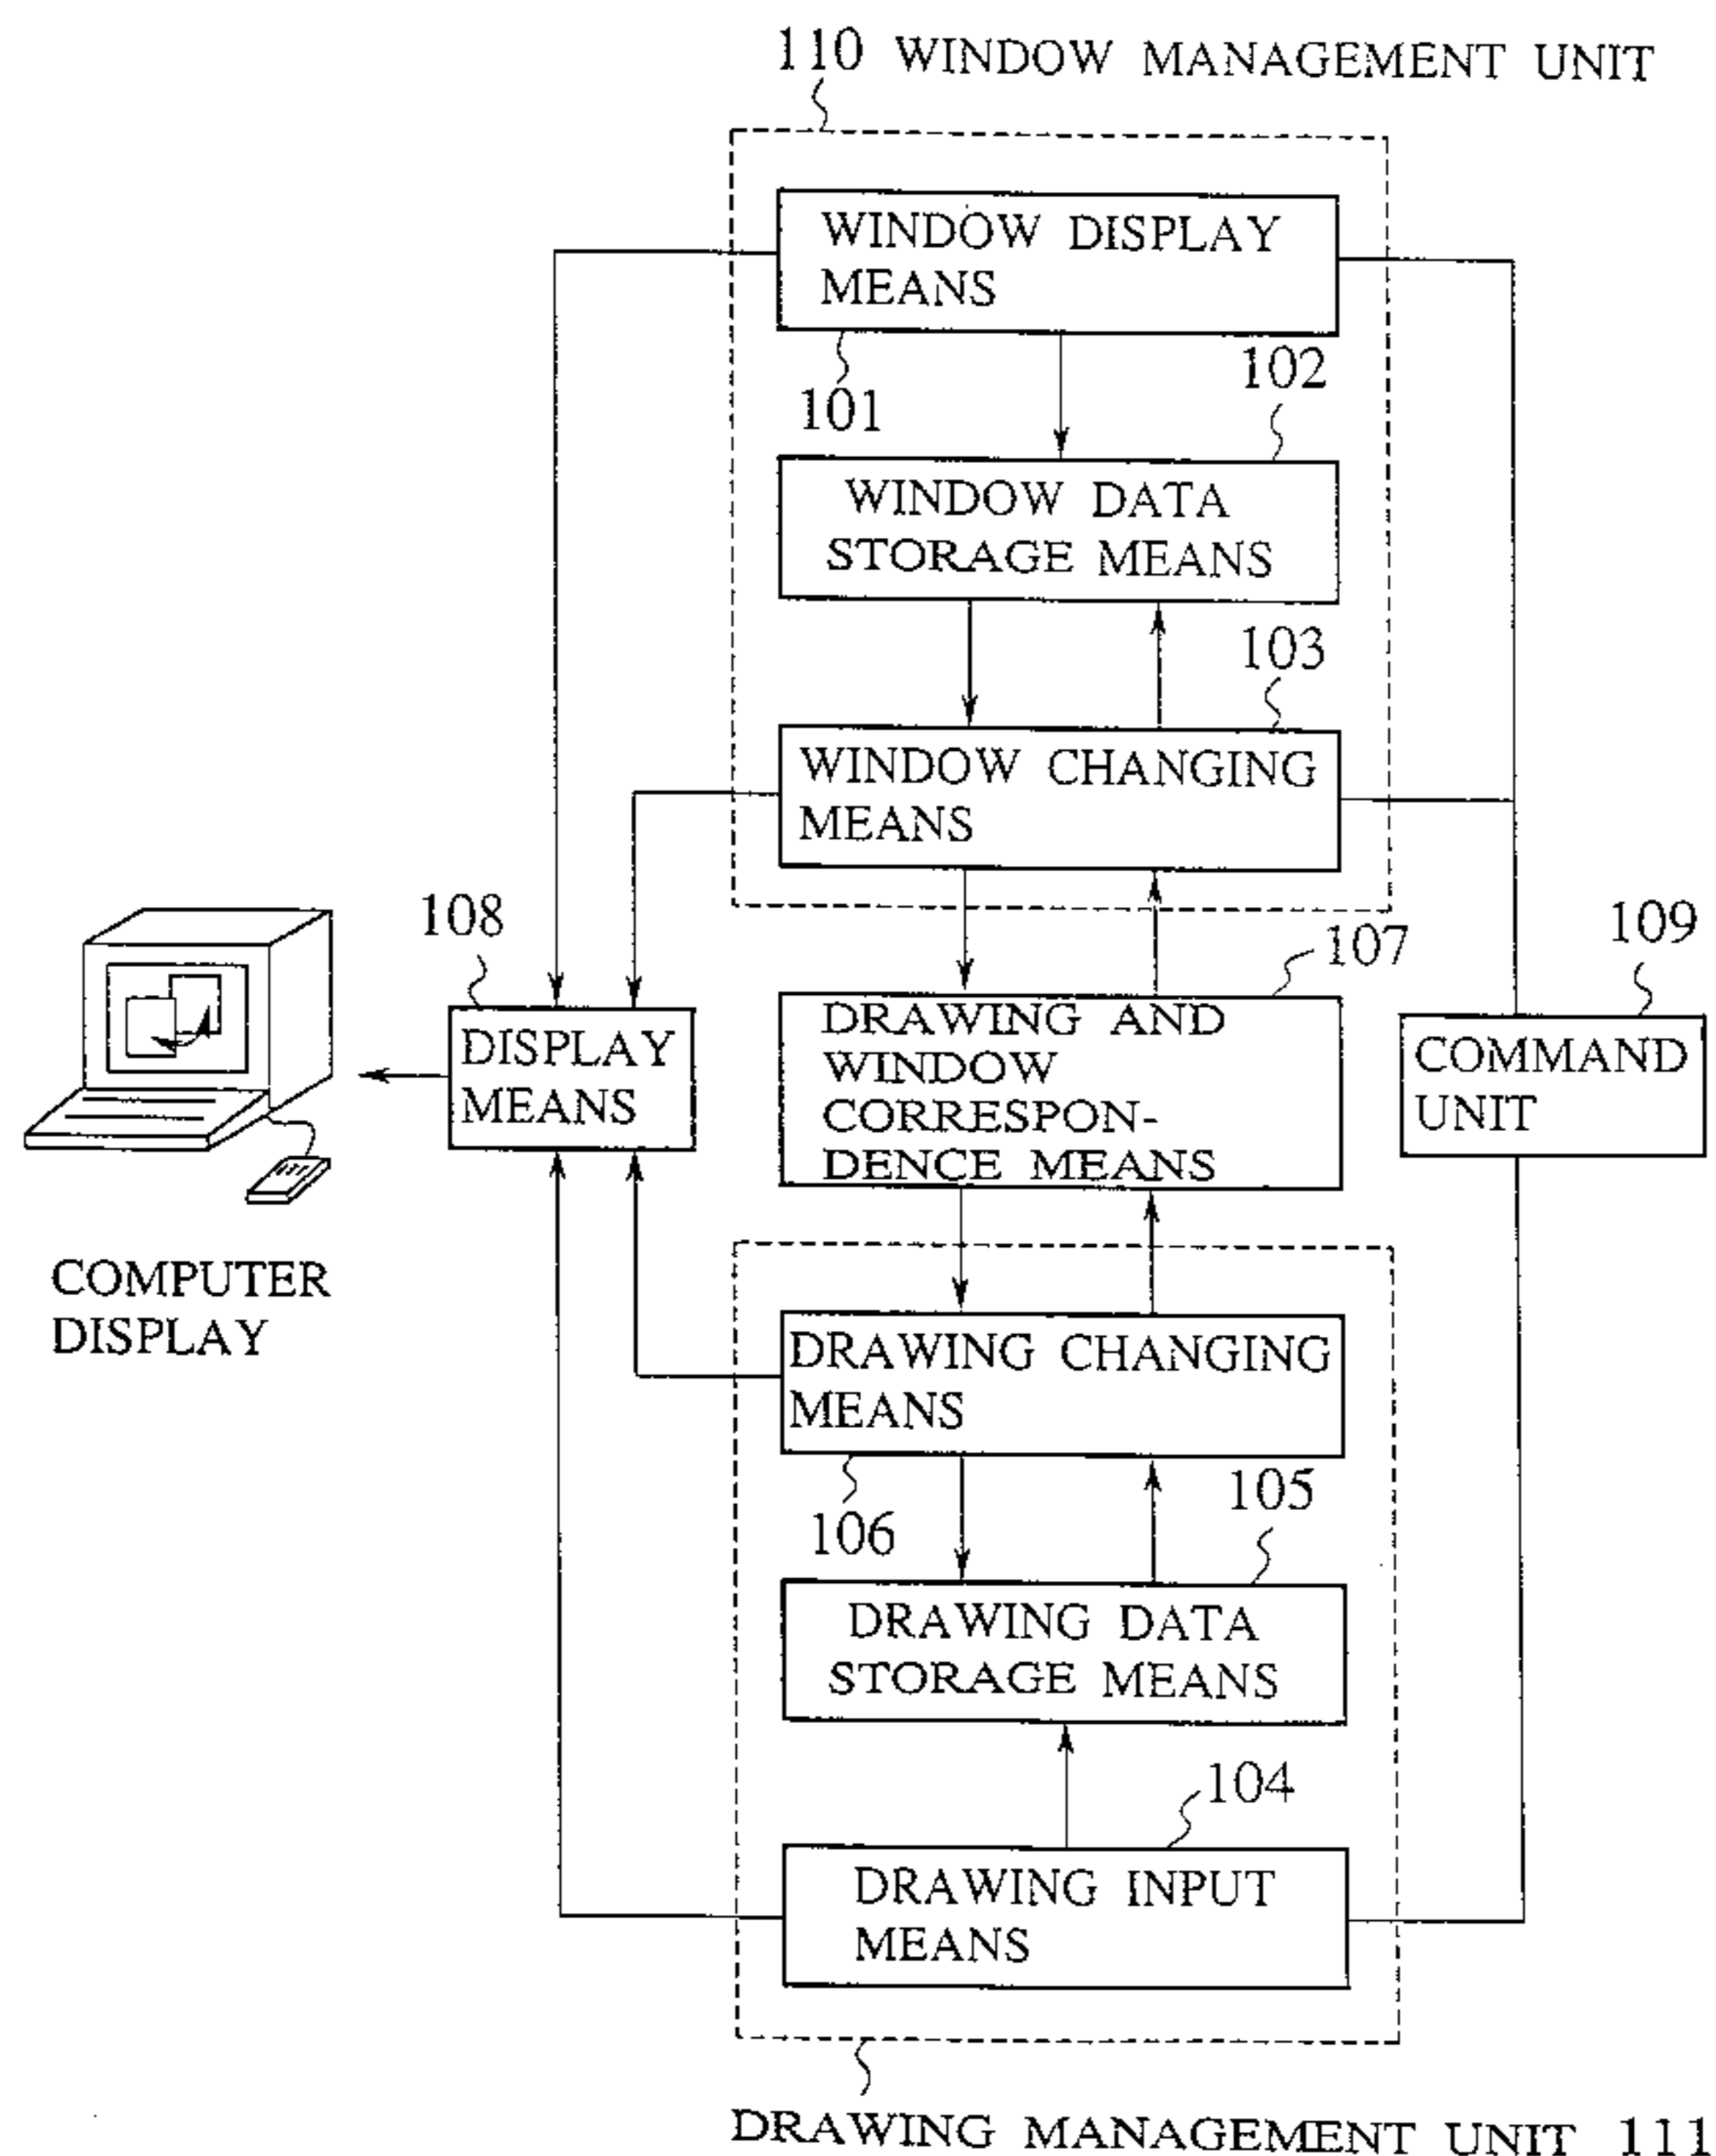 110 WINDOW MANAGEMENT UNIT
WINDOW DISPLAY
MEANS
101
102
WINDOW DATA
STORAGE MEANS
103
WINDOW CHANGING
MEANS
108
107
109
DISPLAY
MEANS
DRAWING AND
WINDOW
CORRESPON-
DENCE MEANS
COMMAND
UNIT
COMPUTER
DISPLAY
DRAWING CHANGING
MEANS
106
105
DRAWING DATA
STORAGE MEANS
104
DRAWING INPUT
MEANS
DRAWING MANAGEMENT UNIT 111